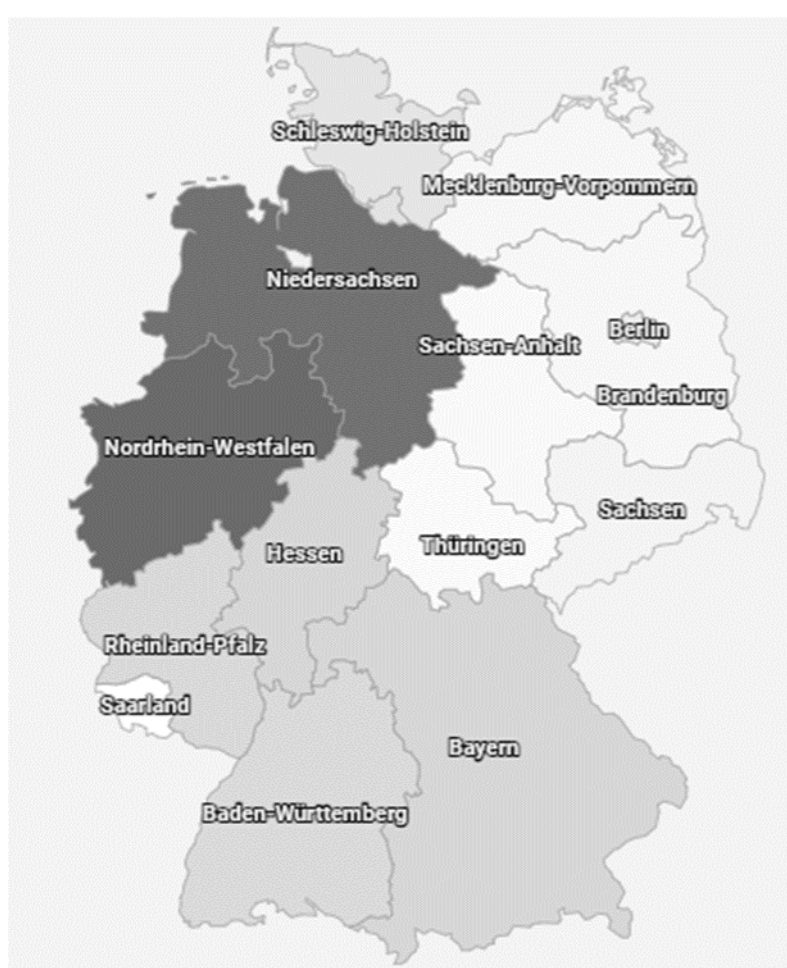 Schleswig-Holstein
Mecklenburg-Vorpommern
Niedersachsen
Berlin
Sachsen-Anhalt
Brandenburg
Nordrhein-Westfalen
Sachsen
Thüringen
Hessen
Rheinland-Pfalz
Saarland
Bayern
Baden-Württemberg